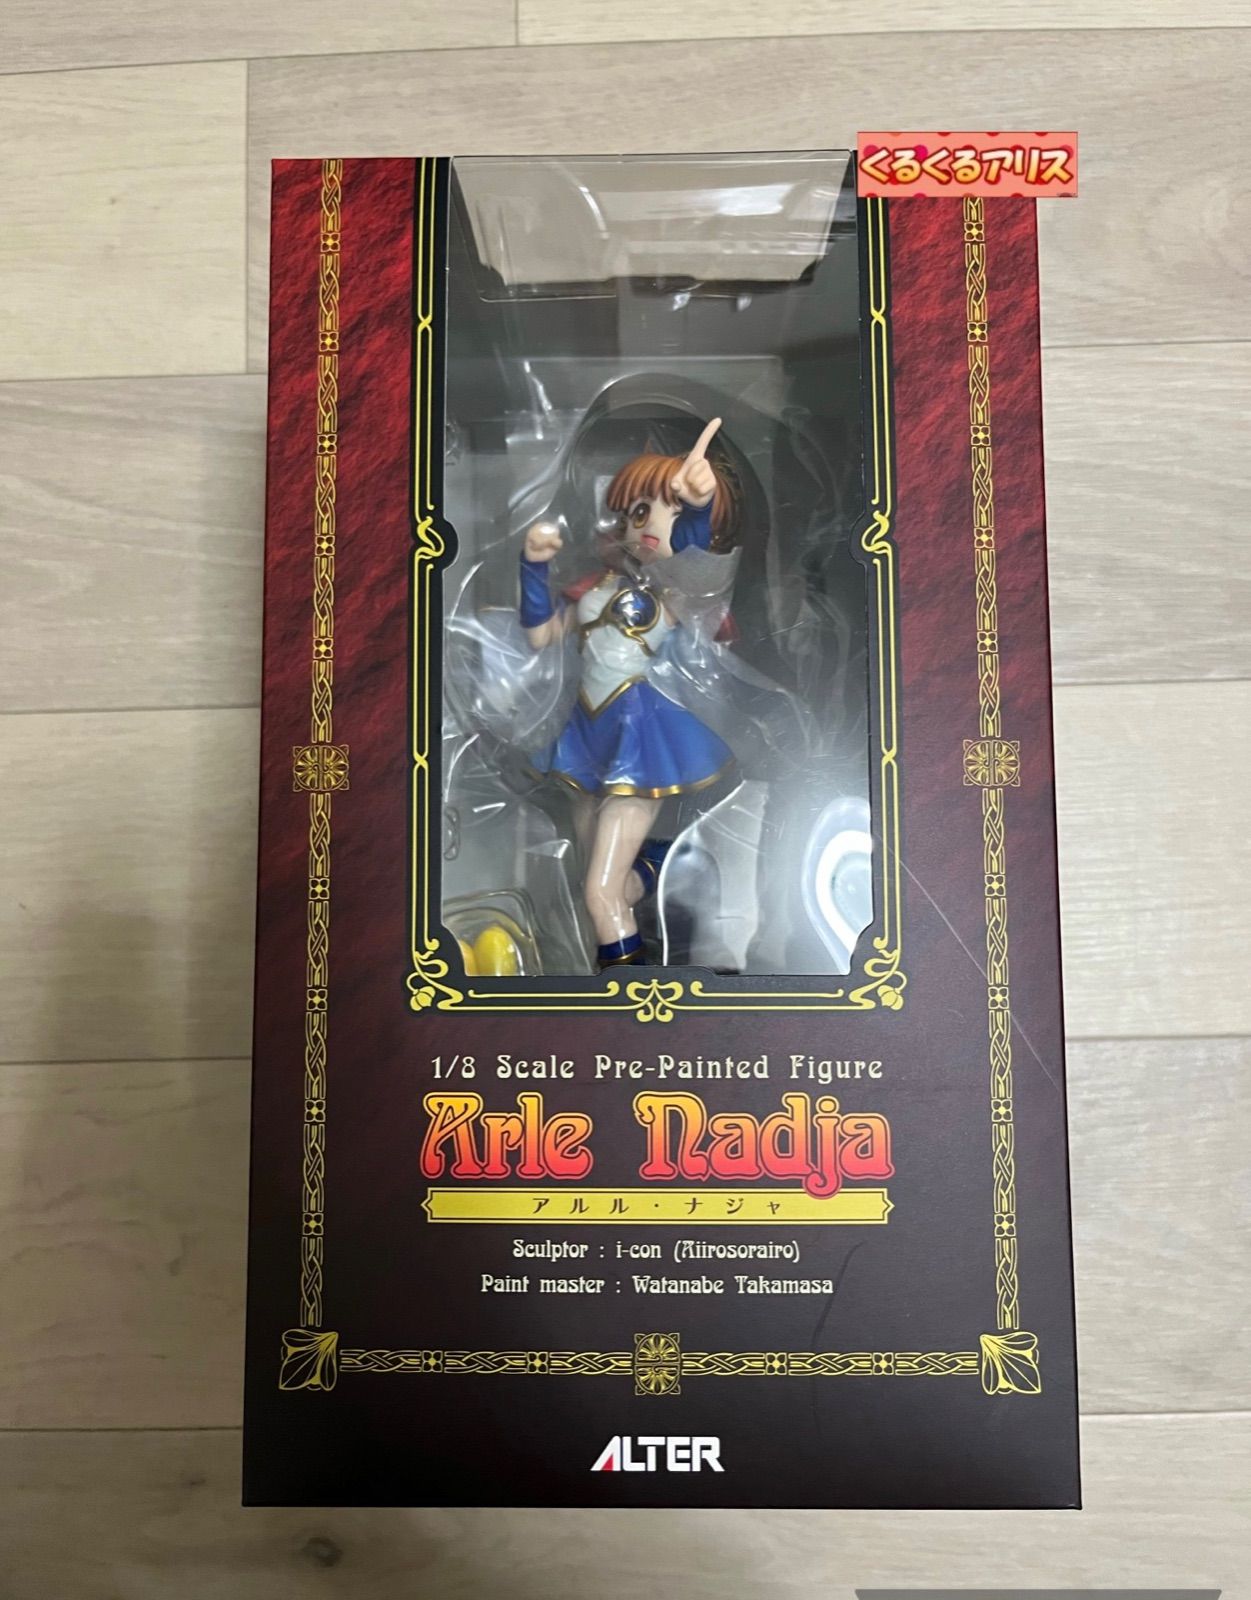 くるくるアリス
1/8 Scale Pre-Painted Figure
Arle Nadja
アルル・ナジャ
Sculptor : i-con (Aiirosorairo)
Paint master : Watanabe Takamasa
ALTER